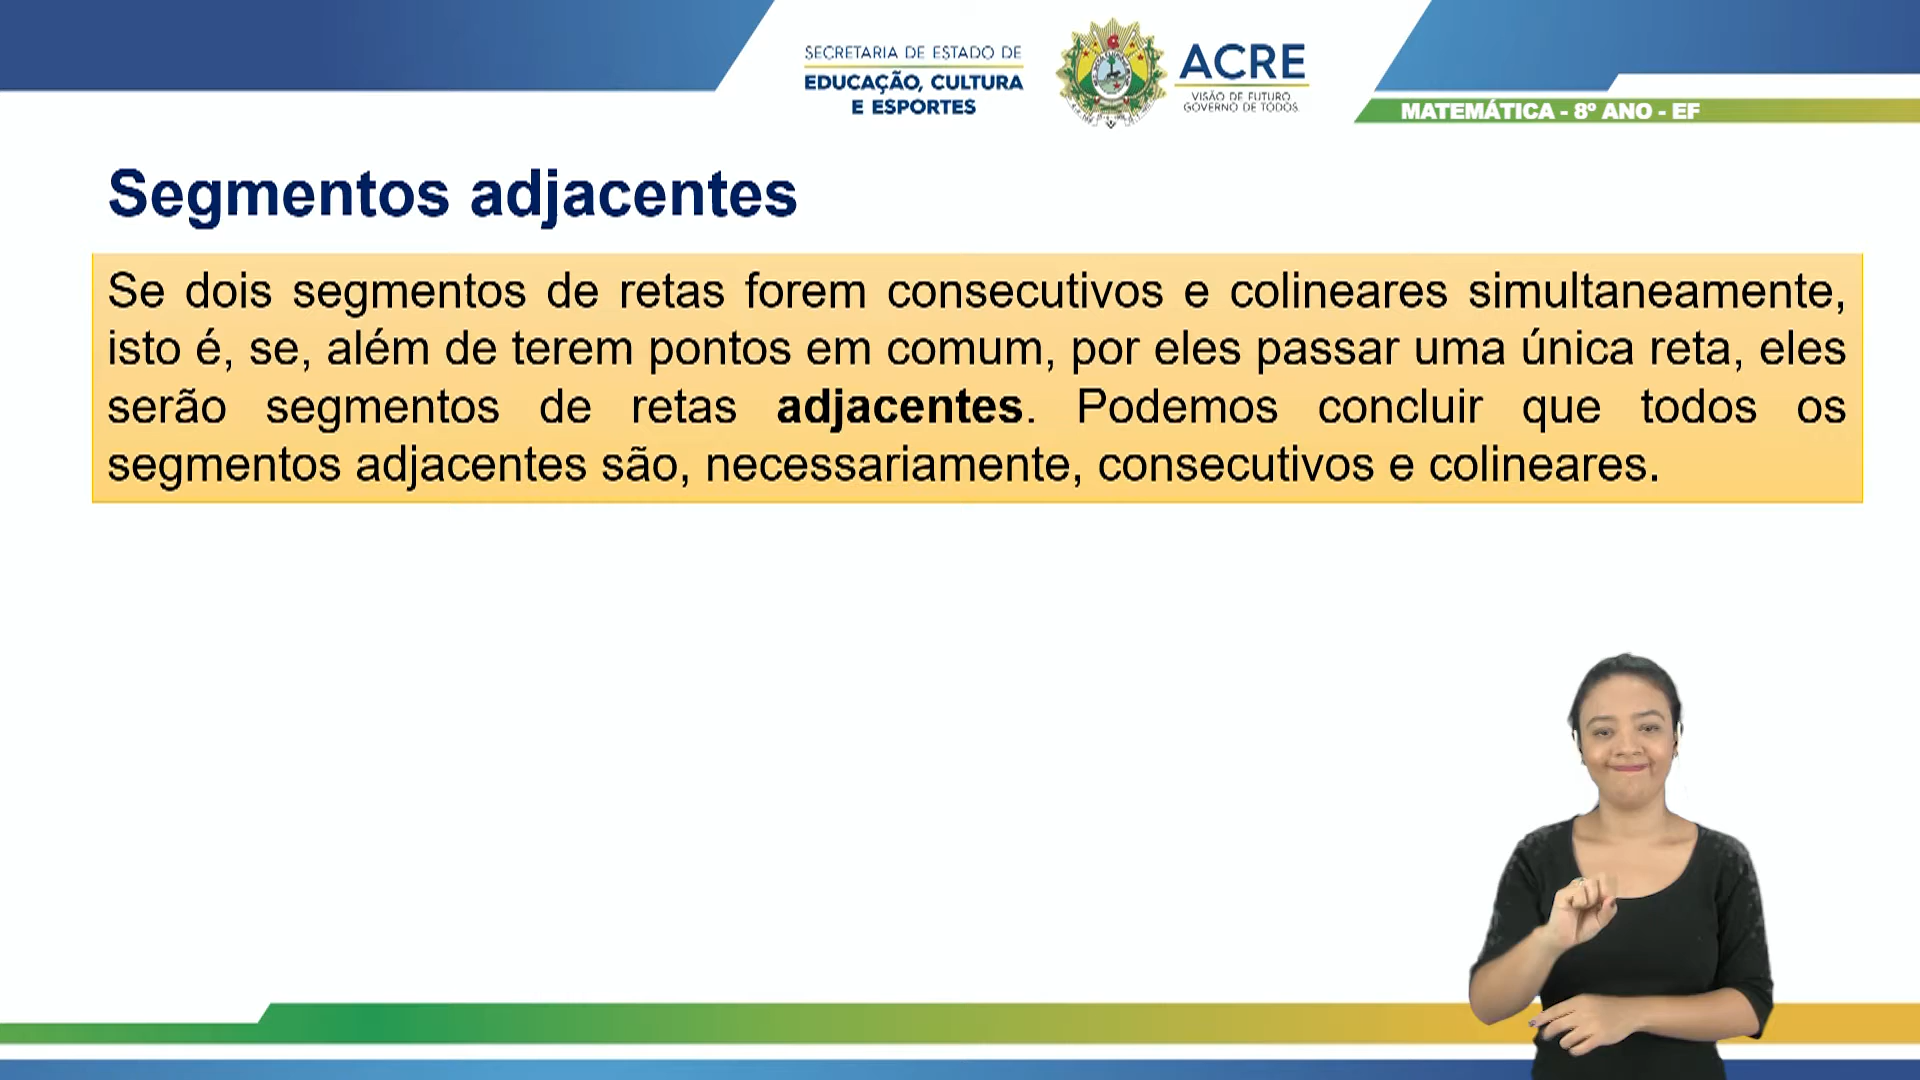 SECRETARIA DE ESTADO DE
EDUCAÇÃO, CULTURA
E ESPORTES
ACRE
VISÃO DE FUTURO
GOVERNO DE TODOS
MATEMÁTICA - 8º ANO - EF
Segmentos adjacentes
Se dois segmentos de retas forem consecutivos e colineares simultaneamente,
isto é, se, além de terem pontos em comum, por eles passar uma única reta, eles
serão segmentos de retas adjacentes. Podemos concluir que todos os
segmentos adjacentes são, necessariamente, consecutivos e colineares.